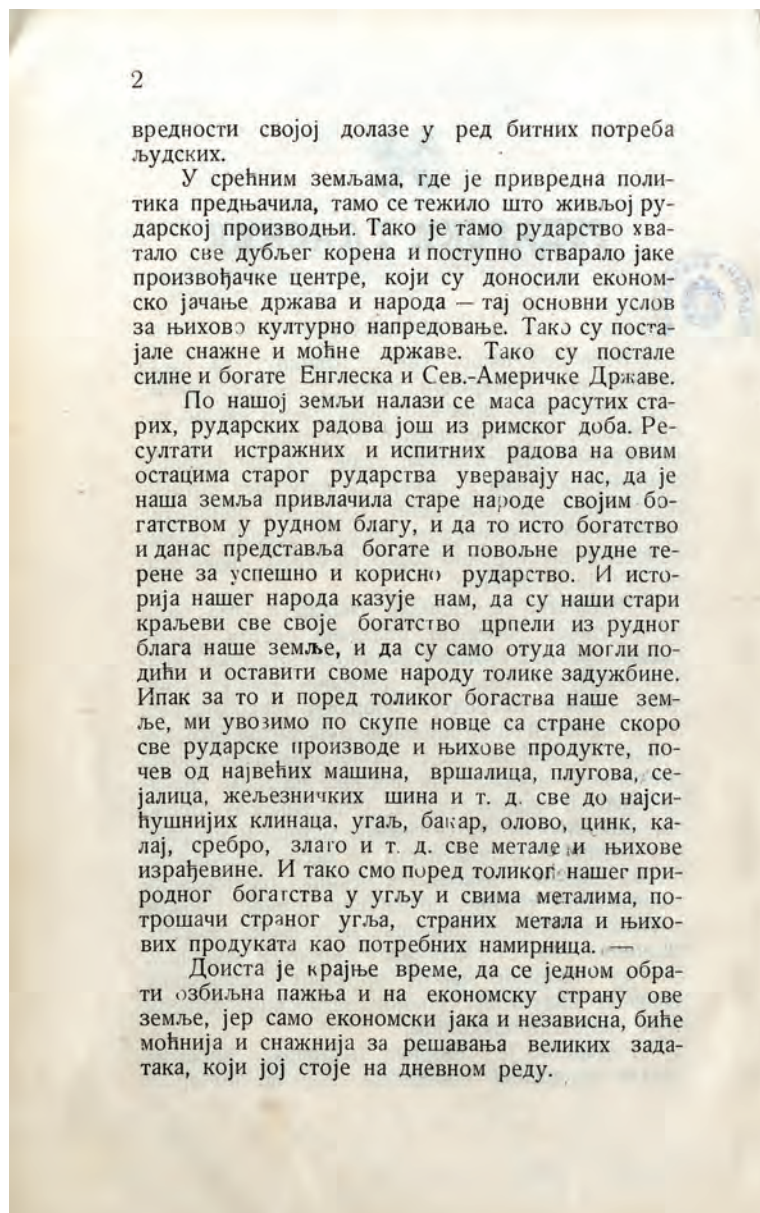 2
вредности својој долазе у ред битних потреба
људских.
У срећним земљама, где је привредна поли-
тика предњачила, тамо се тежило што живљој ру-
дарској производњи. Тако је тамо рударство хва-
тало све дубљег корена и поступно стварало јаке
произвођачке центре, који су доносили економ-
ско јачање држава и народа — тај основни услов
за њихово културно напредовање. Тако су поста-
јале снажне и моћне државе. Тако су постале
силне и богате Енглеска и Сев.-Америчке Државе.
По нашој земљи налази се маса расутих ста-
рих, рударских радова још из римског доба. Ре-
султати истражних и испитних радова на овим
остацима старог рударства уверавају нас, да је
наша земља привлачила старе народе својим бо-
гатством у рудном благу, и да то исто богатство
и данас представља богате и повољне рудне те-
рене за успешно и корисно рударство. И исто-
рија нашег народа казује нам, да су наши стари
краљеви све своје богатство црпели из рудног
блага наше земље, и да су само отуда могли по-
дићи и оставити своме народу толике задужбине.
Ипак за то и поред толиког богаства наше зем-
ље, ми увозимо по скупе новце са стране скоро
све рударске производе и њихове продукте, по-
чев од највећих машина, вршалица, плугова, се-
јалица, жељезничких шина и т. д. све до најси-
ћушнијих клинаца, угаљ, бакар, олово, цинк, ка-
лај, сребро, злато и т. д. све метале и њихове
израђевине. И тако смо поред толиког нашег при-
родног богатства у угљу и свима металима, по-
трошачи страног угља, страних метала и њихо-
вих продуката као потребних намирница. —
Доиста је крајње време, да се једном обра-
ти озбиљна пажња и на економску страну ове
земље, јер само економски јака и независна, биће
моћнија и снажнија за решавања великих зада-
така, који јој стоје на дневном реду.